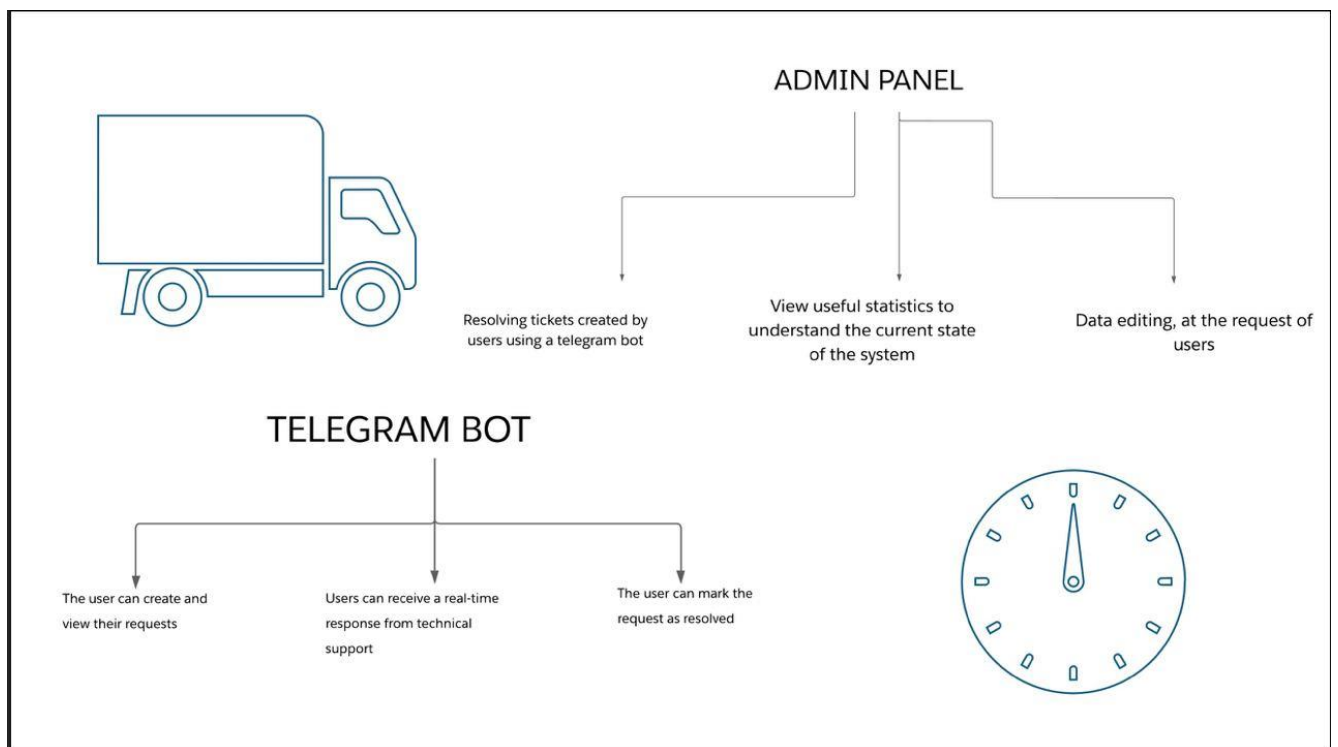 ADMIN PANEL
Resolving tickets created by
users using a telegram bot
View useful statistics to
understand the current state
of the system
Data editing, at the request of
users
TELEGRAM BOT
The user can create and
view their requests
Users can receive a real-time
response from technical
support
The user can mark the
request as resolved